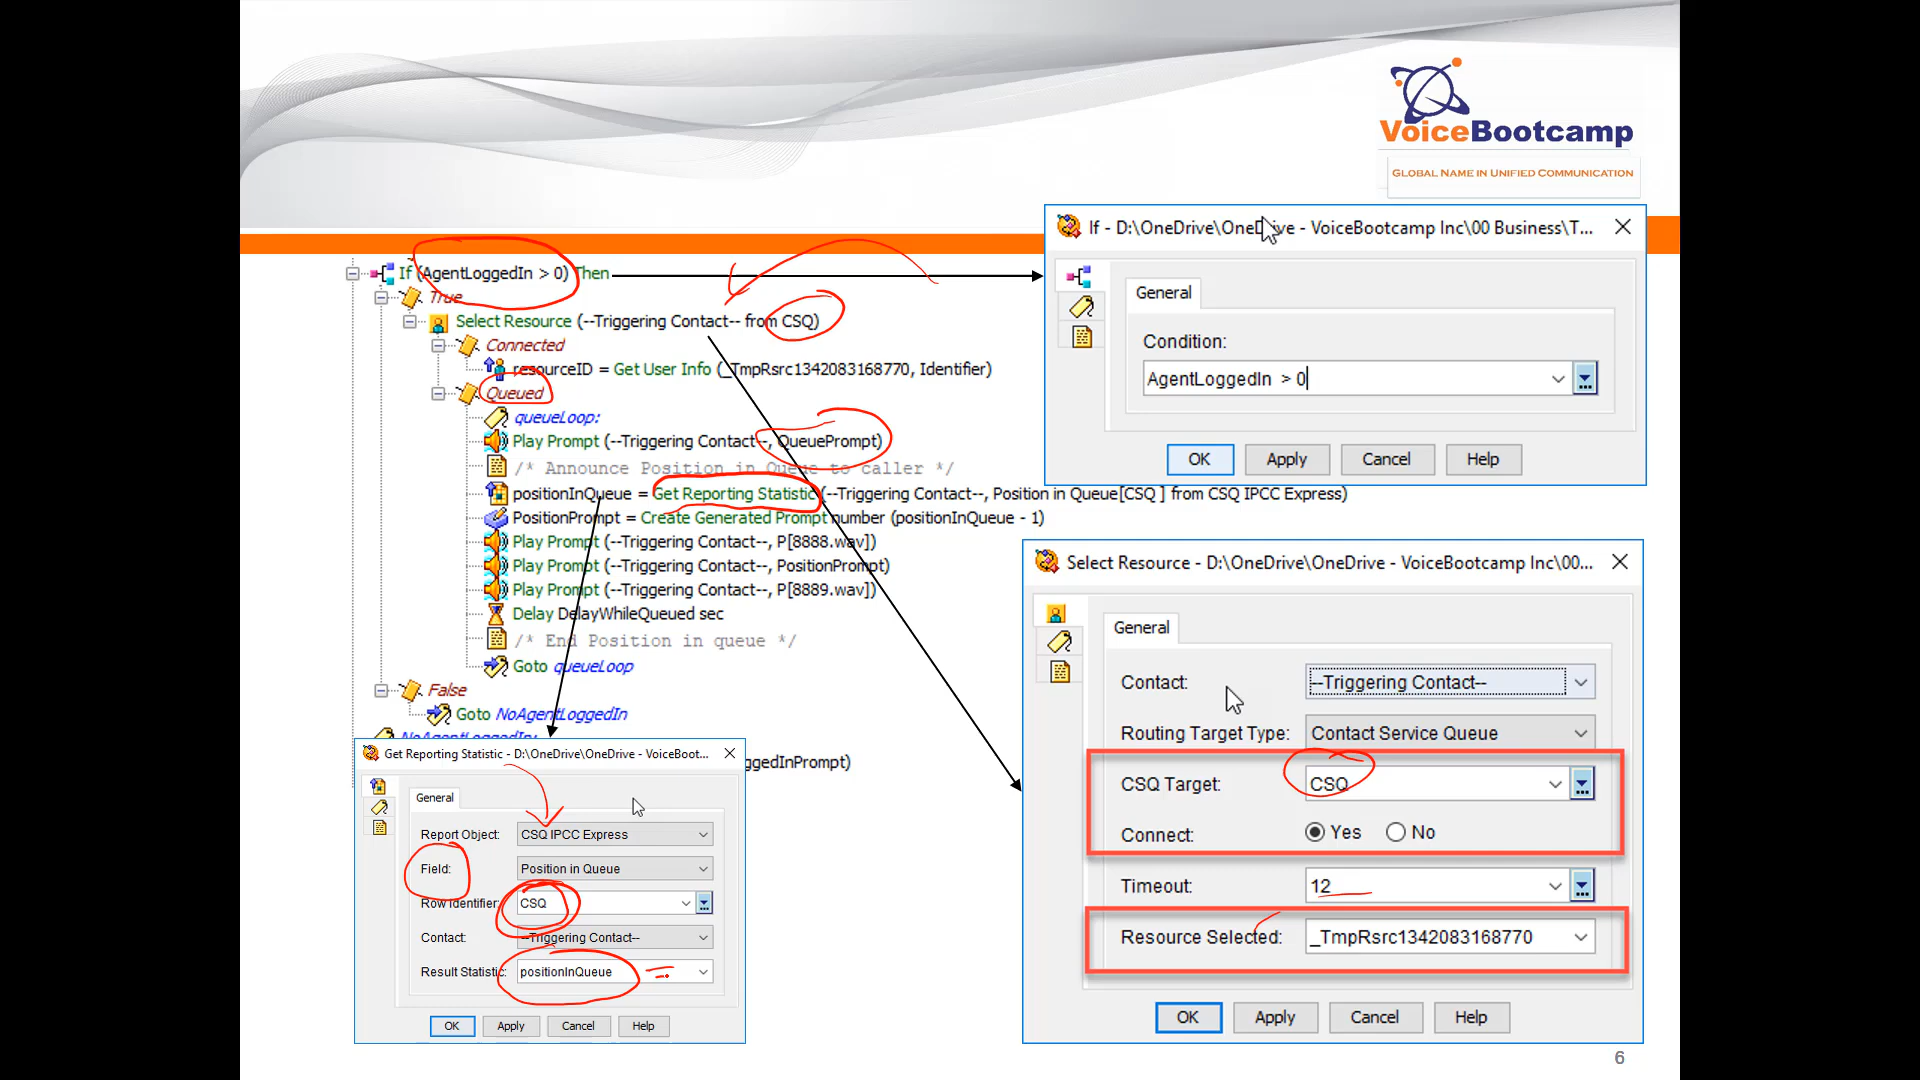 VoiceBootcamp
GLOBAL NAME IN UNIFIED COMMUNICATION
If (AgentLoggedIn > 0) Then
True
Select Resource (--Triggering Contact-- from CSQ)
Connected
resourceID = Get User Info (_TmpRsrc1342083168770, Identifier)
Queued
queueLoop:
Play Prompt (--Triggering Contact--, QueuePrompt)
/* Announce Position in Queue to caller */
positionInQueue = Get Reporting Statistic (--Triggering Contact--, Position in Queue[CSQ ] from CSQ IPCC Express)
PositionPrompt = Create Generated Prompt number (positionInQueue - 1)
Play Prompt (--Triggering Contact--, P[8888.wav])
Play Prompt (--Triggering Contact--, PositionPrompt)
Play Prompt (--Triggering Contact--, P[8889.wav])
Delay DelayWhileQueued sec
/* End Position in queue */
Goto queueLoop
False
Goto NoAgentLoggedIn
NoAgentLoggedIn:
ggedInPrompt)
If - D:\OneDrive\OneDrive - VoiceBootcamp Inc\00 Business\T...
General
Condition:
AgentLoggedIn > 0
OK Apply Cancel Help
Select Resource - D:\OneDrive\OneDrive - VoiceBootcamp Inc\00...
General
Contact: --Triggering Contact--
Routing Target Type: Contact Service Queue
CSQ Target: CSQ
Connect: Yes No
Timeout: 12
Resource Selected: _TmpRsrc1342083168770
OK Apply Cancel Help
Get Reporting Statistic - D:\OneDrive\OneDrive - VoiceBoot...
General
Report Object: CSQ IPCC Express
Field: Position in Queue
Row Identifier: CSQ
Contact: --Triggering Contact--
Result Statistic: positionInQueue
OK Apply Cancel Help
6